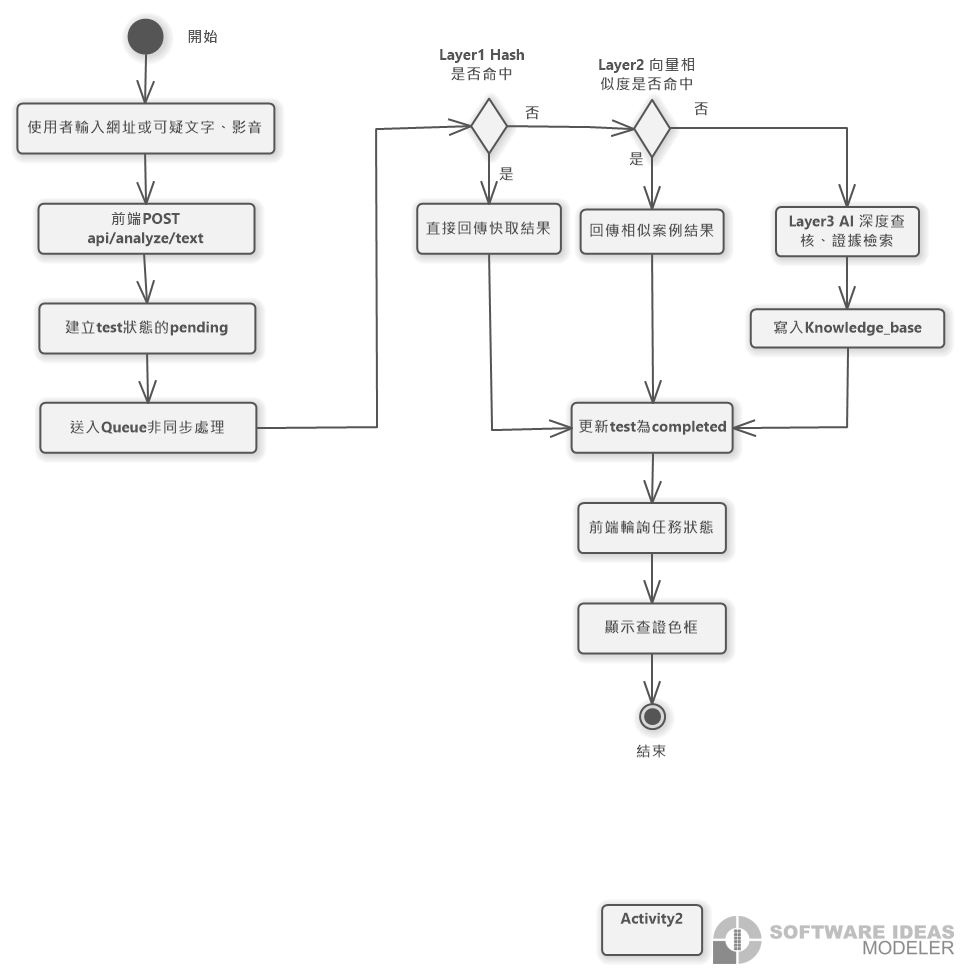 開始
使用者輸入網址或可疑文字、影音
前端POST
api/analyze/text
建立test狀態的pending
送入Queue非同步處理
Layer1 Hash
是否命中
否
是
直接回傳快取結果
Layer2 向量相
似度是否命中
否
是
回傳相似案例結果
Layer3 AI 深度查
核、證據檢索
寫入Knowledge_base
更新test為completed
前端輪詢任務狀態
顯示查證色框
結束
Activity2
SOFTWARE IDEAS
MODELER